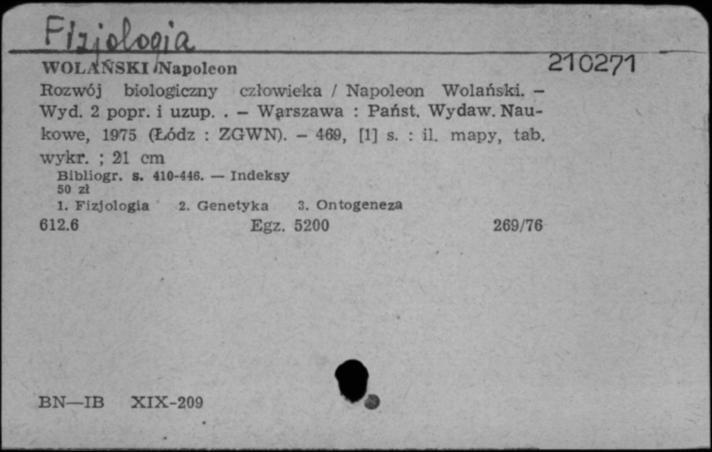 Fizjologia
WOLAŃSKI Napoleon 210271
Rozwój biologiczny człowieka / Napoleon Wolański. –
Wyd. 2 popr. i uzup. . – Warszawa : Państ. Wydaw. Nau-
kowe, 1975 (Łódz : ZGWN). – 469, [1] s. : il. mapy, tab.
wykr. ; 21 cm
Bibliogr. s. 410-446. — Indeksy
50 zł
1. Fizjologia 2. Genetyka 3. Ontogeneza
612.6 Egz. 5200 269/76
BN—IB XIX-209